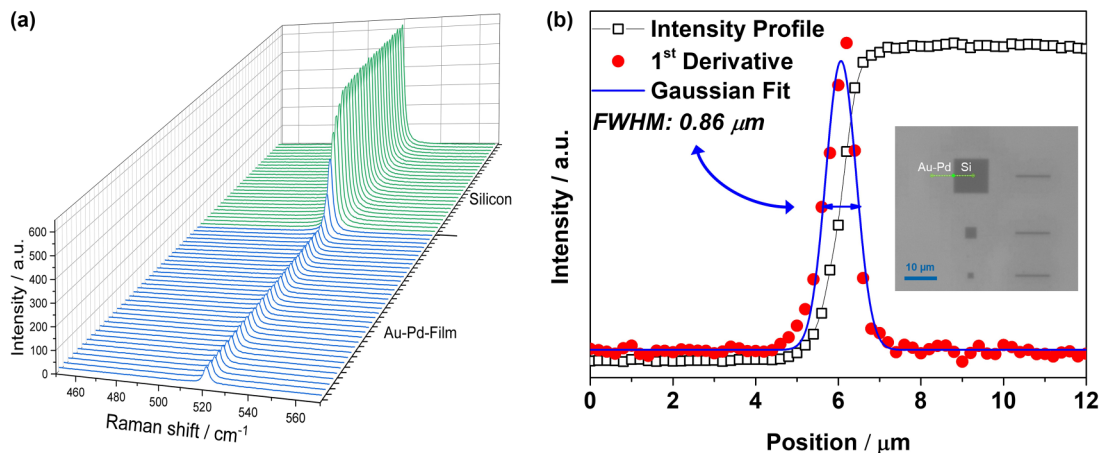 (a)
600
500
400
300
200
100
0
Intensity / a.u.
460
480
500
520
540
560
Raman shift / cm⁻¹
Silicon
Au-Pd-Film
(b)
Intensity Profile
1st Derivative
Gaussian Fit
FWHM: 0.86 μm
Au-Pd Si
10 μm
Intensity / a.u.
0 2 4 6 8 10 12
Position / μm